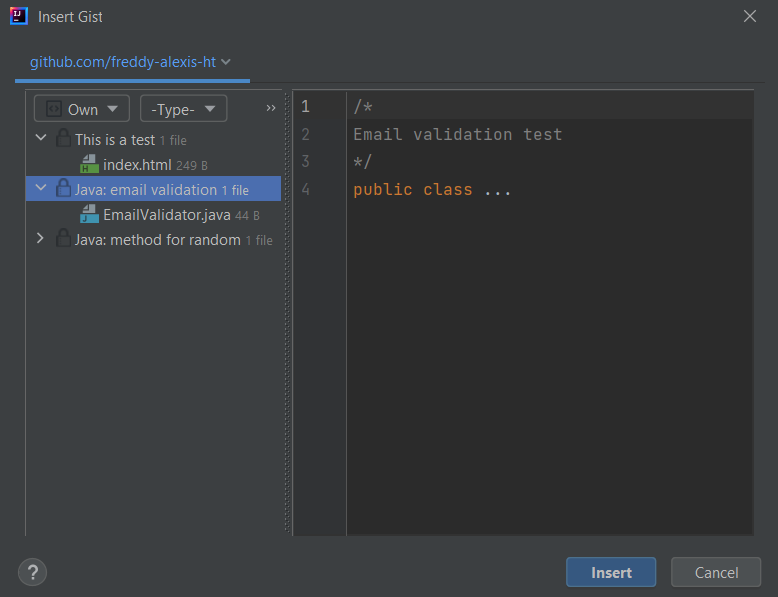 Insert Gist
github.com/freddy-alexis-ht
Own -Type- >>
This is a test 1 file
index.html 249 B
Java: email validation 1 file
EmailValidator.java 44 B
Java: method for random 1 file
1 /*
2 Email validation test
3 */
4 public class ...
?
Insert Cancel